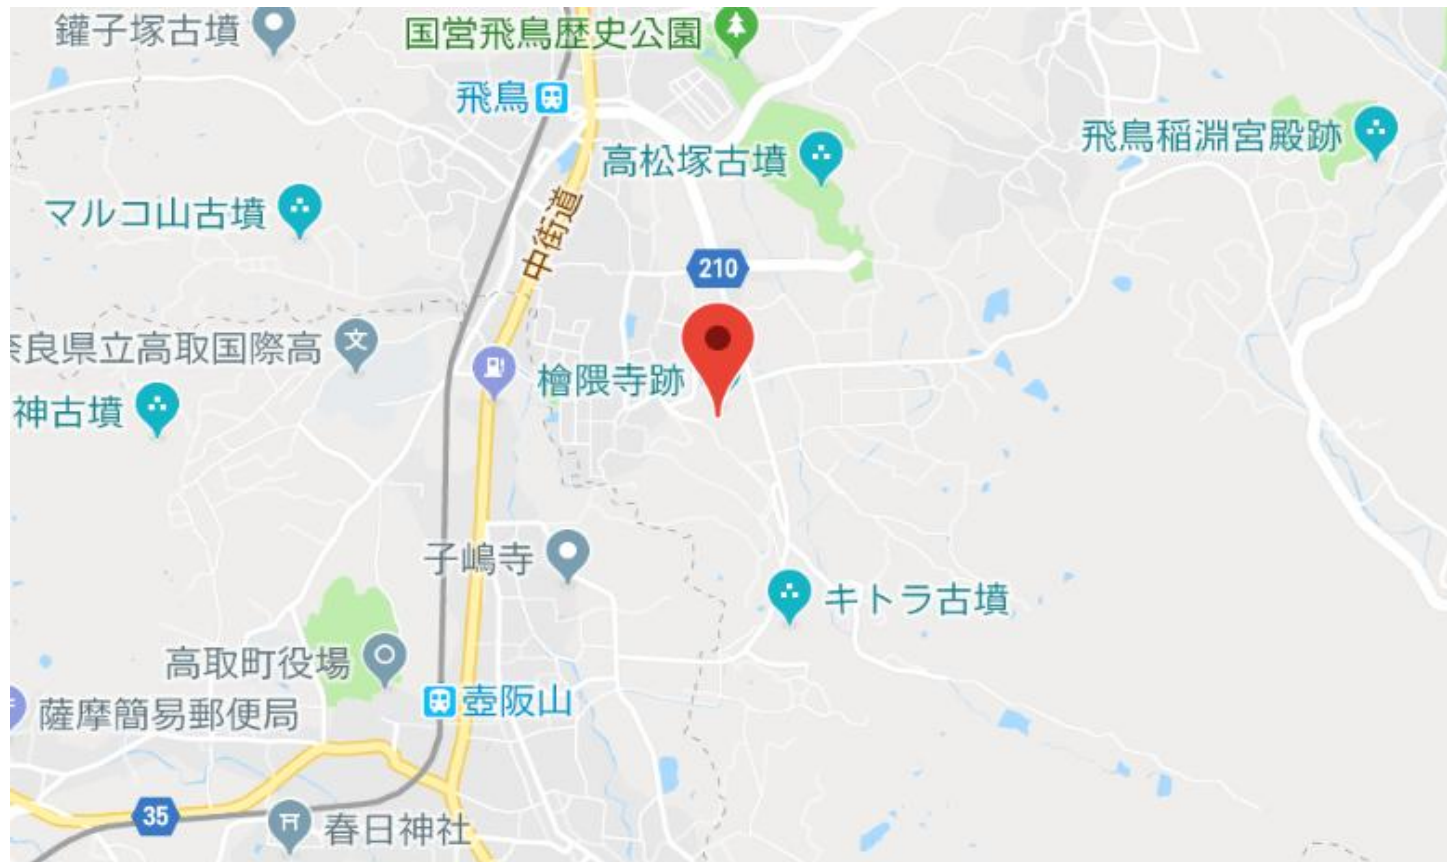 鑵子塚古墳
国営飛鳥歴史公園
飛鳥
高松塚古墳
飛鳥稲淵宮殿跡
マルコ山古墳
中街道
210
良県立高取国際高
檜隈寺跡
神古墳
子嶋寺
キトラ古墳
高取町役場
壺阪山
薩摩簡易郵便局
35
春日神社